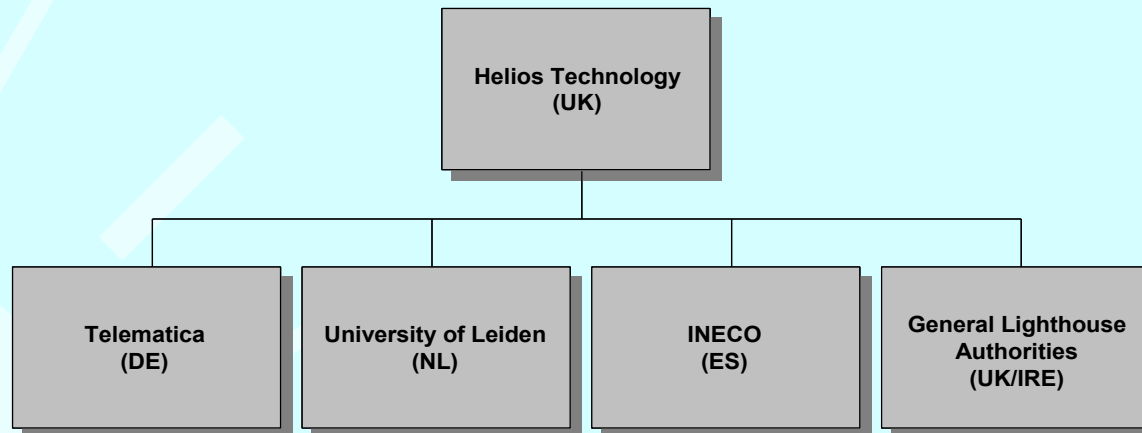 Helios Technology
(UK)
Telematica
(DE)
University of Leiden
(NL)
INECO
(ES)
General Lighthouse
Authorities
(UK/IRE)